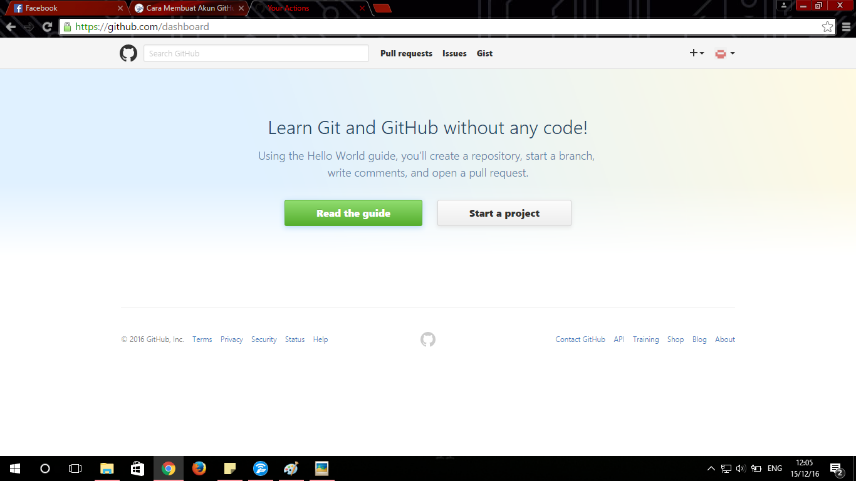 Facebook
Cara Membuat Akun GitH
Your Actions
https://github.com/dashboard
Search GitHub
Pull requests Issues Gist
Learn Git and GitHub without any code!
Using the Hello World guide, you'll create a repository, start a branch,
write comments, and open a pull request.
Read the guide
Start a project
© 2016 GitHub, Inc. Terms Privacy Security Status Help
Contact GitHub API Training Shop Blog About
ENG
12:05
15/12/16
2